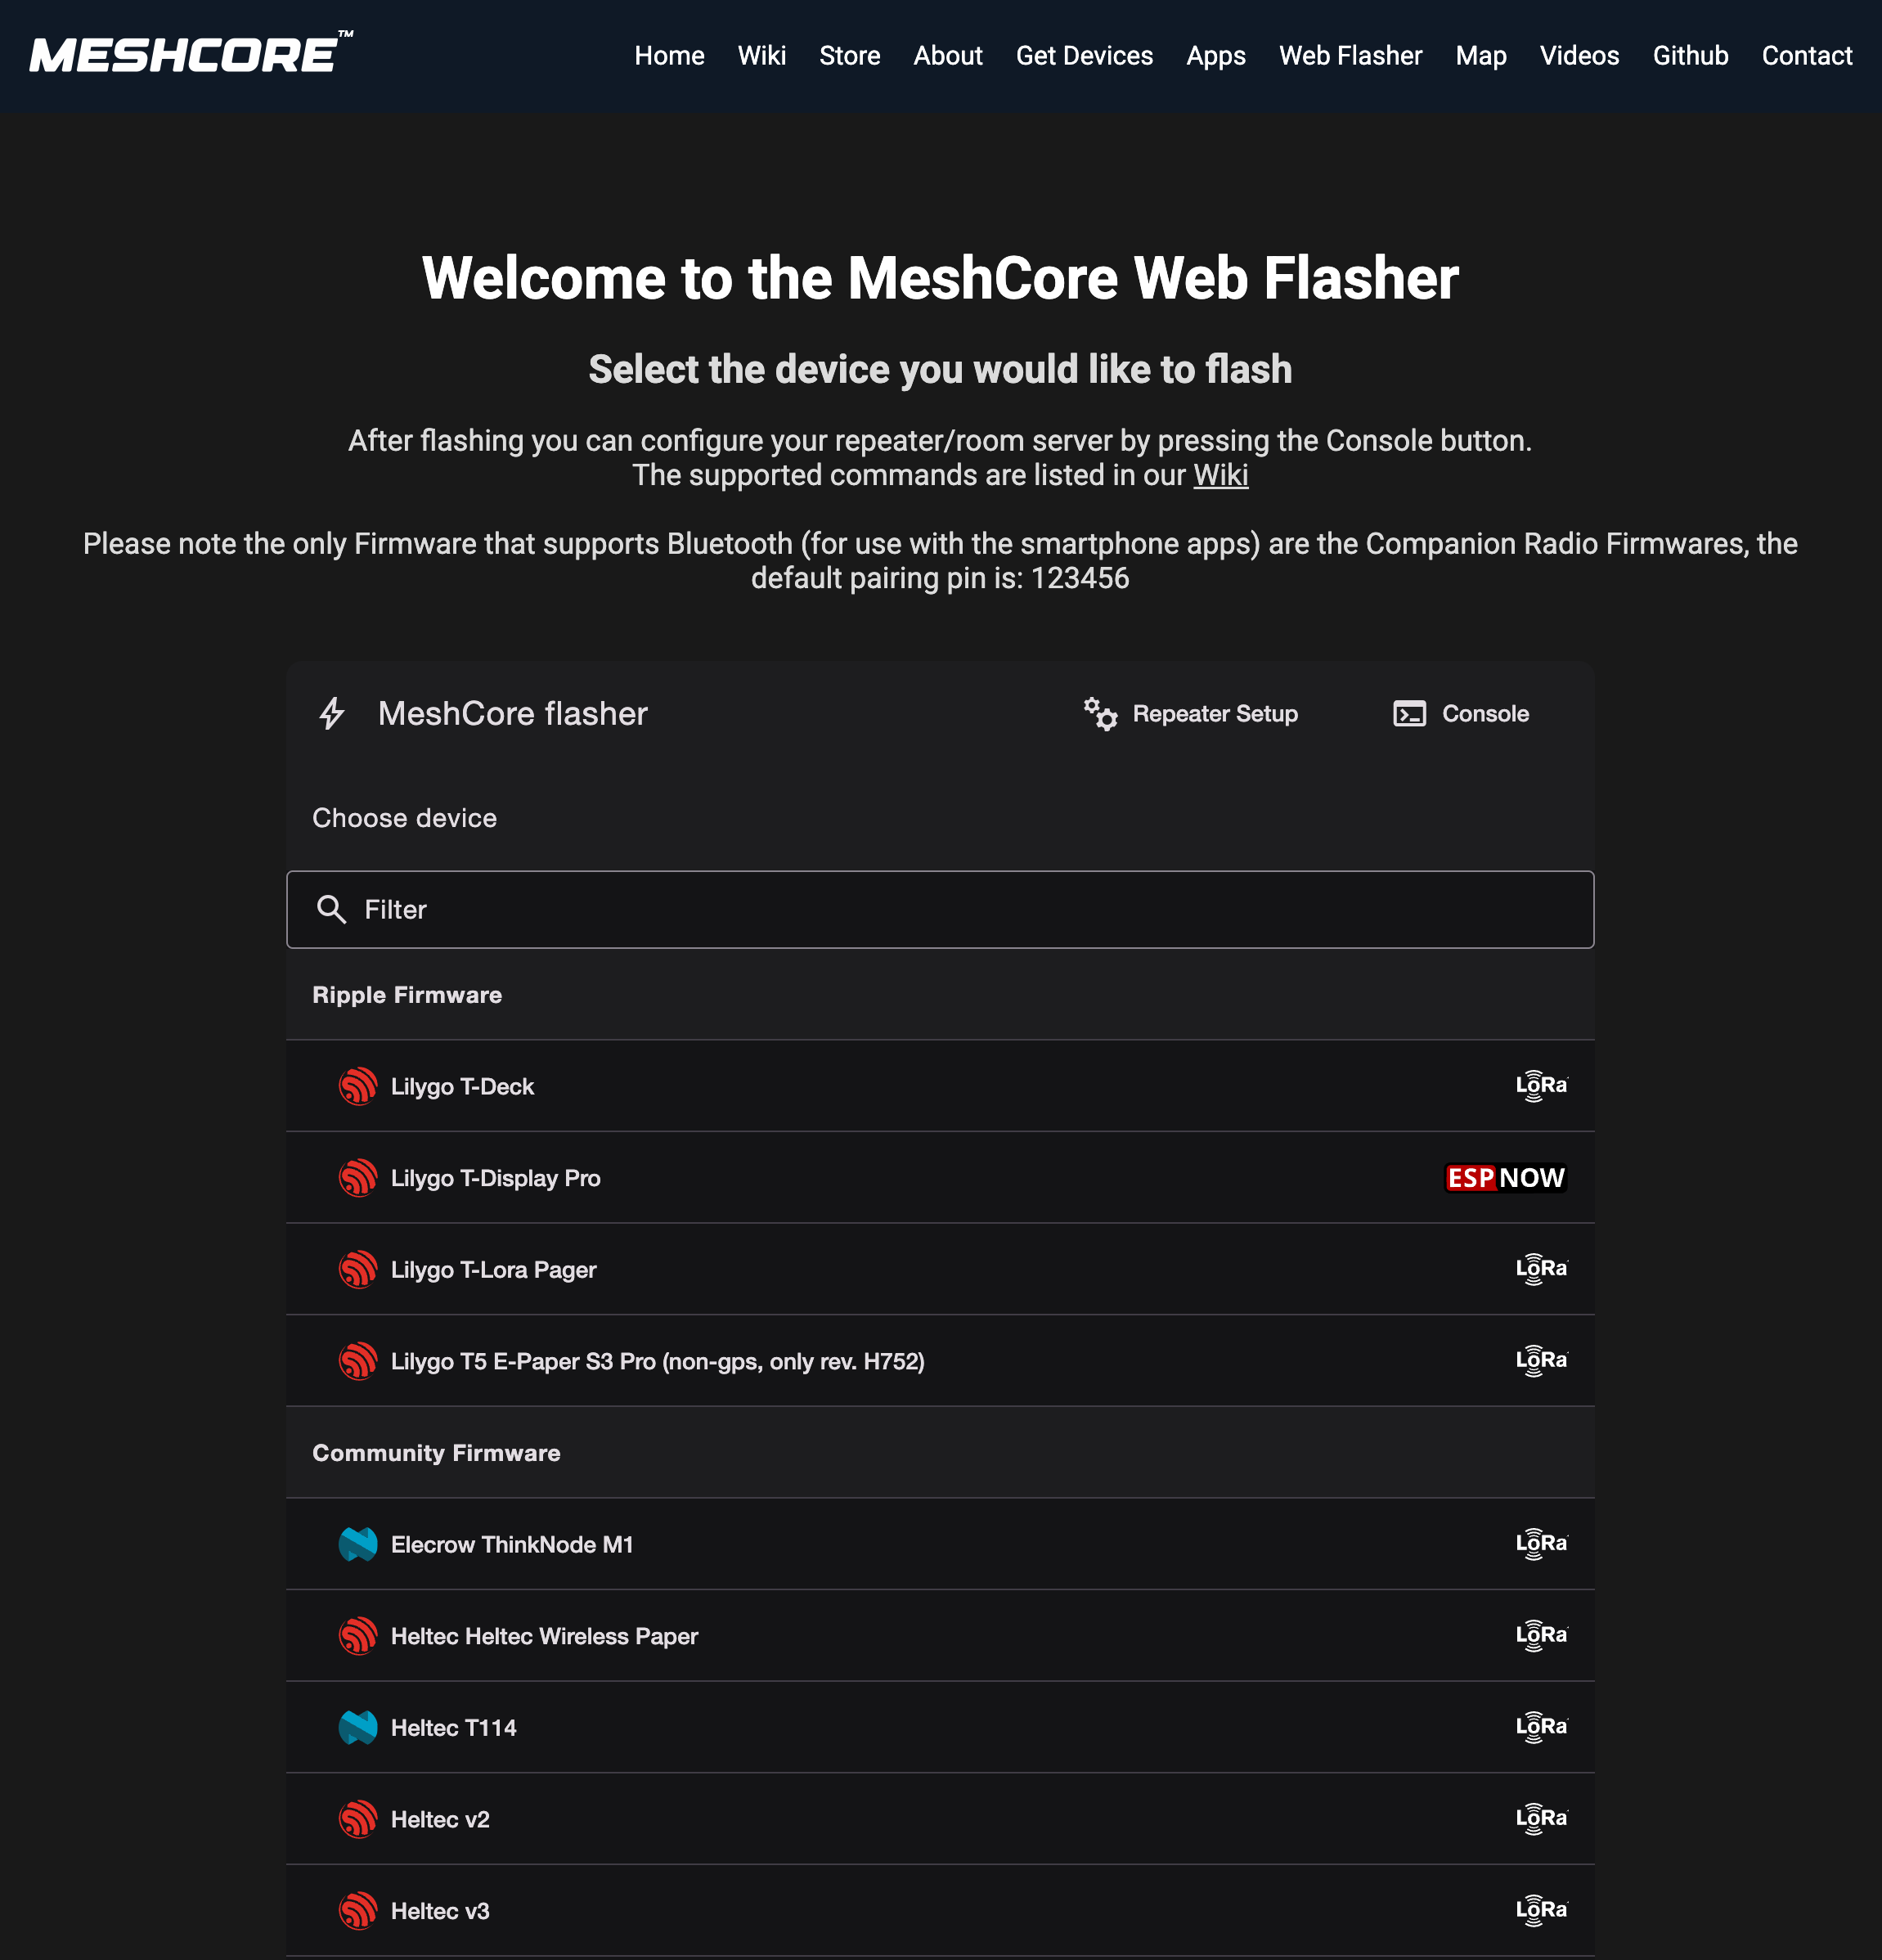 MESHCORE™
Home Wiki Store About Get Devices Apps Web Flasher Map Videos Github Contact
Welcome to the MeshCore Web Flasher
Select the device you would like to flash
After flashing you can configure your repeater/room server by pressing the Console button.
The supported commands are listed in our Wiki
Please note the only Firmware that supports Bluetooth (for use with the smartphone apps) are the Companion Radio Firmwares, the
default pairing pin is: 123456
MeshCore flasher Repeater Setup Console
Choose device
Filter
Ripple Firmware
Lilygo T-Deck LoRa
Lilygo T-Display Pro ESP NOW
Lilygo T-Lora Pager LoRa
Lilygo T5 E-Paper S3 Pro (non-gps, only rev. H752) LoRa
Community Firmware
Elecrow ThinkNode M1 LoRa
Heltec Heltec Wireless Paper LoRa
Heltec T114 LoRa
Heltec v2 LoRa
Heltec v3 LoRa